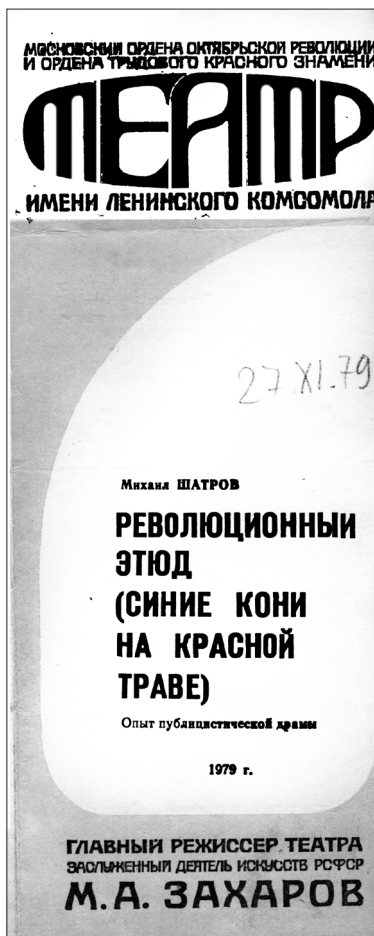 МОСКОВСКИЙ ОРДЕНА ОКТЯБРЬСКОЙ РЕВОЛЮЦИИ
И ОРДЕНА ТРУДОВОГО КРАСНОГО ЗНАМЕНИ
ТЕАТР
ИМЕНИ ЛЕНИНСКОГО КОМСОМОЛА
27 XI.79
Михаил ШАТРОВ
РЕВОЛЮЦИОННЫЙ
ЭТЮД
(СИНИЕ КОНИ
НА КРАСНОЙ
ТРАВЕ)
Опыт публицистической драмы
1979 г.
ГЛАВНЫЙ РЕЖИССЕР ТЕАТРА
ЗАСЛУЖЕННЫЙ ДЕЯТЕЛЬ ИСКУССТВ РСФСР
М.А. ЗАХАРОВ